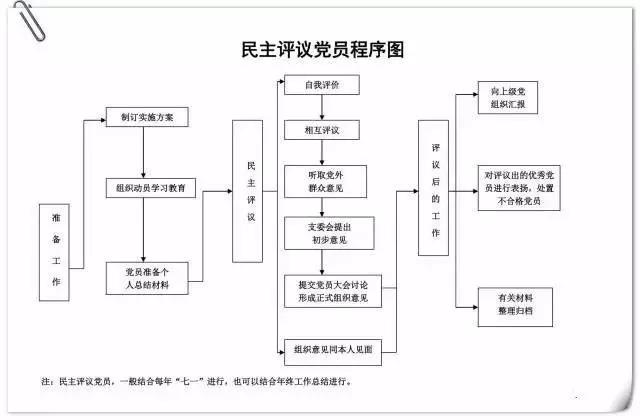 民主评议党员程序图
准备工作
制订实施方案
组织动员学习教育
党员准备个
人总结材料
民主评议
自我评价
相互评议
听取党外
群众意见
支委会提出
初步意见
提交党员大会讨论
形成正式组织意见
组织意见同本人见面
评议后的工作
向上级党
组织汇报
对评议出的优秀党
员进行表扬，处置
不合格党员
有关材料
整理归档
注：民主评议党员，一般结合每年“七一”进行，也可以结合年终工作总结进行。